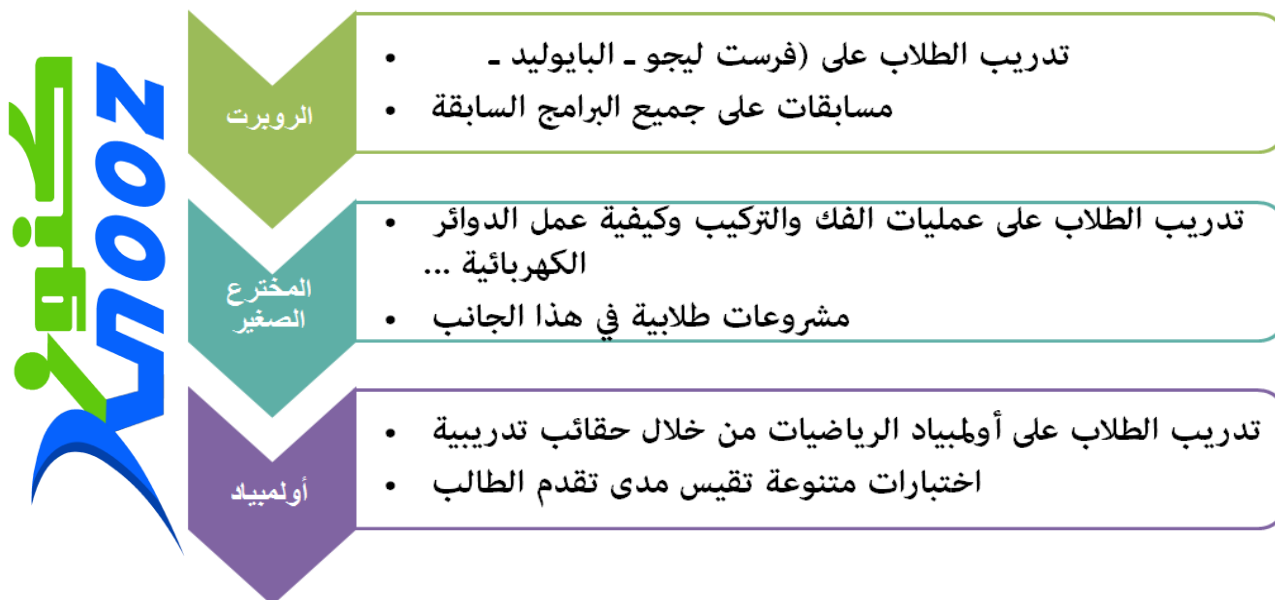 كنوز
Knooz
الروبرت
• تدريب الطلاب على (فرست ليجو ـ البايوليد ـ
• مسابقات على جميع البرامج السابقة
المخترع
الصغير
• تدريب الطلاب على عمليات الفك والتركيب وكيفية عمل الدوائر
الكهربائية ...
• مشروعات طلابية في هذا الجانب
أولمبياد
• تدريب الطلاب على أولمبياد الرياضيات من خلال حقائب تدريبية
• اختبارات متنوعة تقيس مدى تقدم الطالب